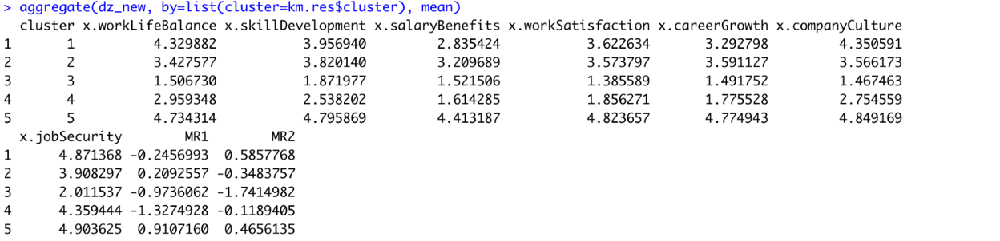 > aggregate(dz_new, by=list(cluster=km.res$cluster), mean)
cluster x.workLifeBalance x.skillDevelopment x.salaryBenefits x.workSatisfaction x.careerGrowth x.companyCulture
1 1 4.329882 3.956940 2.835424 3.622634 3.292798 4.350591
2 2 3.427577 3.820140 3.209689 3.573797 3.591127 3.566173
3 3 1.506730 1.871977 1.521506 1.385589 1.491752 1.467463
4 4 2.959348 2.538202 1.614285 1.856271 1.775528 2.754559
5 5 4.734314 4.795869 4.413187 4.823657 4.774943 4.849169
x.jobSecurity MR1 MR2
1 4.871368 -0.2456993 0.5857768
2 3.908297 0.2092557 -0.3483757
3 2.011537 -0.9736062 -1.7414982
4 4.359444 -1.3274928 -0.1189405
5 4.903625 0.9107160 0.4656135